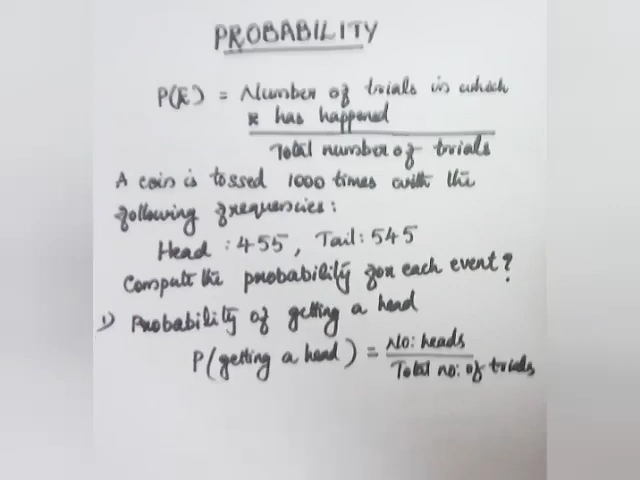 PROBABILITY
P(E) = Number of trials in which
E has happened
Total number of trials
A coin is tossed 1000 times with the
following frequencies:
Head : 455, Tail: 545
Compute the probability for each event?
1) Probability of getting a head
P(getting a head) = No: heads
Total no: of trials